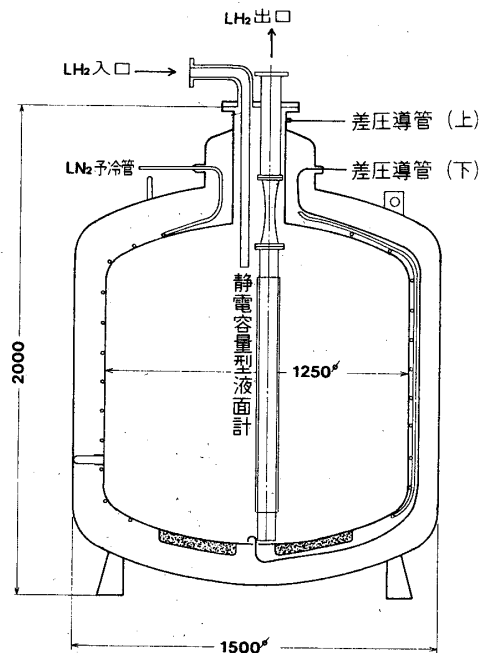 LH₂出口
LH₂入口
差圧導管 (上)
LN₂予冷管
差圧導管 (下)
静電容量型液面計
2000
1250φ
1500φ